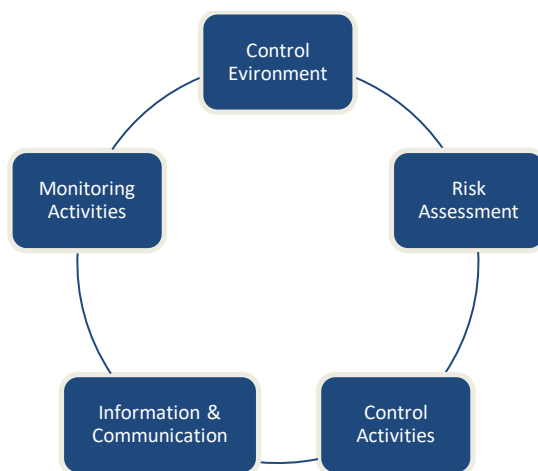 Control
Evironment
Risk
Assessment
Control
Activities
Information &
Communication
Monitoring
Activities